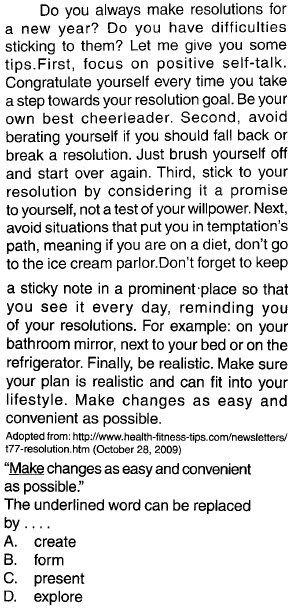 Do you always make resolutions for
a new year? Do you have difficulties
sticking to them? Let me give you some
tips.First, focus on positive self-talk.
Congratulate yourself every time you take
a step towards your resolution goal. Be your
own best cheerleader. Second, avoid
berating yourself if you should fall back or
break a resolution. Just brush yourself off
and start over again. Third, stick to your
resolution by considering it a promise
to yourself, not a test of your willpower. Next,
avoid situations that put you in temptation's
path, meaning if you are on a diet, don't go
to the ice cream parlor.Don't forget to keep
a sticky note in a prominent place so that
you see it every day, reminding you
of your resolutions. For example: on your
bathroom mirror, next to your bed or on the
refrigerator. Finally, be realistic. Make sure
your plan is realistic and can fit into your
lifestyle. Make changes as easy and
convenient as possible.
Adopted from: http://www.health-fitness-tips.com/newsletters/
t77-resolution.htm (October 28, 2009)
"Make changes as easy and convenient
as possible."
The underlined word can be replaced
by . . . .
A. create
B. form
C. present
D. explore